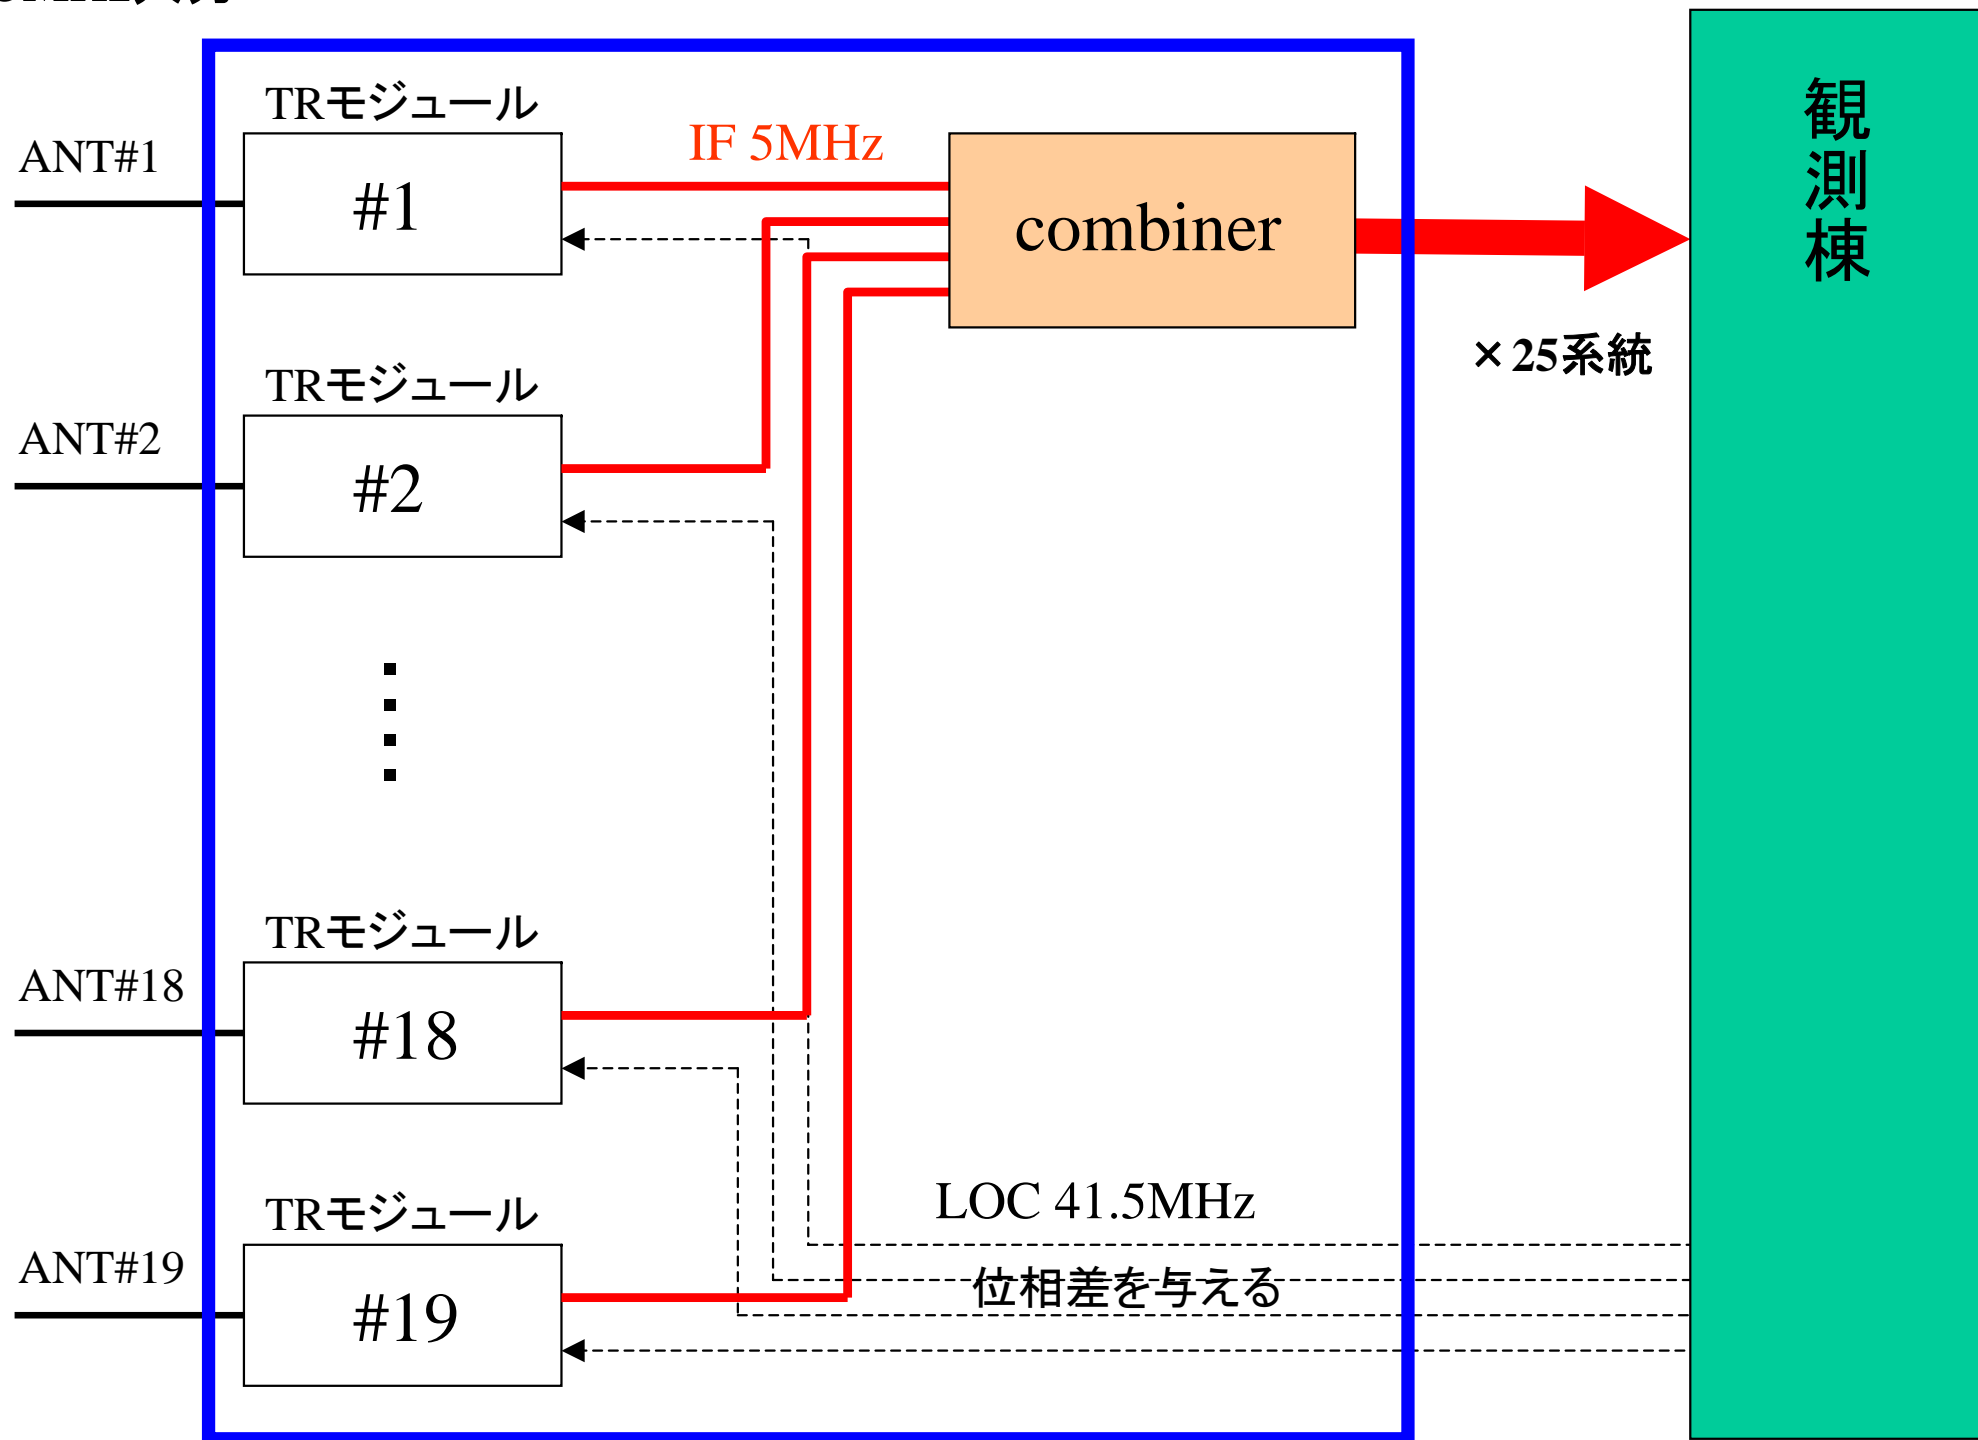 TRモジュール
ANT#1
#1
IF 5MHz
combiner
観測棟
×25系統
TRモジュール
ANT#2
#2
TRモジュール
ANT#18
#18
LOC 41.5MHz
位相差を与える
TRモジュール
ANT#19
#19